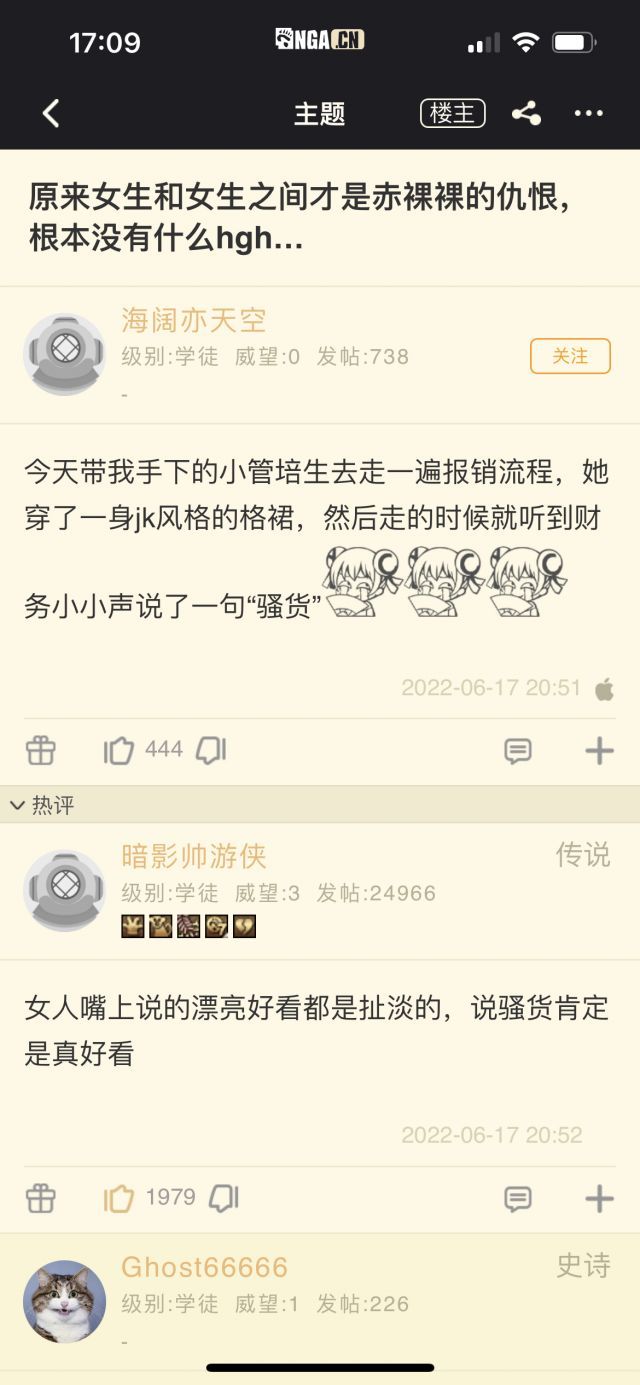 17:09
NGA.CN
主题
楼主
原来女生和女生之间才是赤裸裸的仇恨，
根本没有什么hgh...
海阔亦天空
级别:学徒 威望:0 发帖:738
关注
-
今天带我手下的小管培生去走一遍报销流程，她
穿了一身jk风格的格裙，然后走的时候就听到财
务小小声说了一句“骚货”
2022-06-17 20:51
444
热评
暗影帅游侠
传说
级别:学徒 威望:3 发帖:24966
女人嘴上说的漂亮好看都是扯淡的，说骚货肯定
是真好看
2022-06-17 20:52
1979
Ghost66666
史诗
级别:学徒 威望:1 发帖:226
-